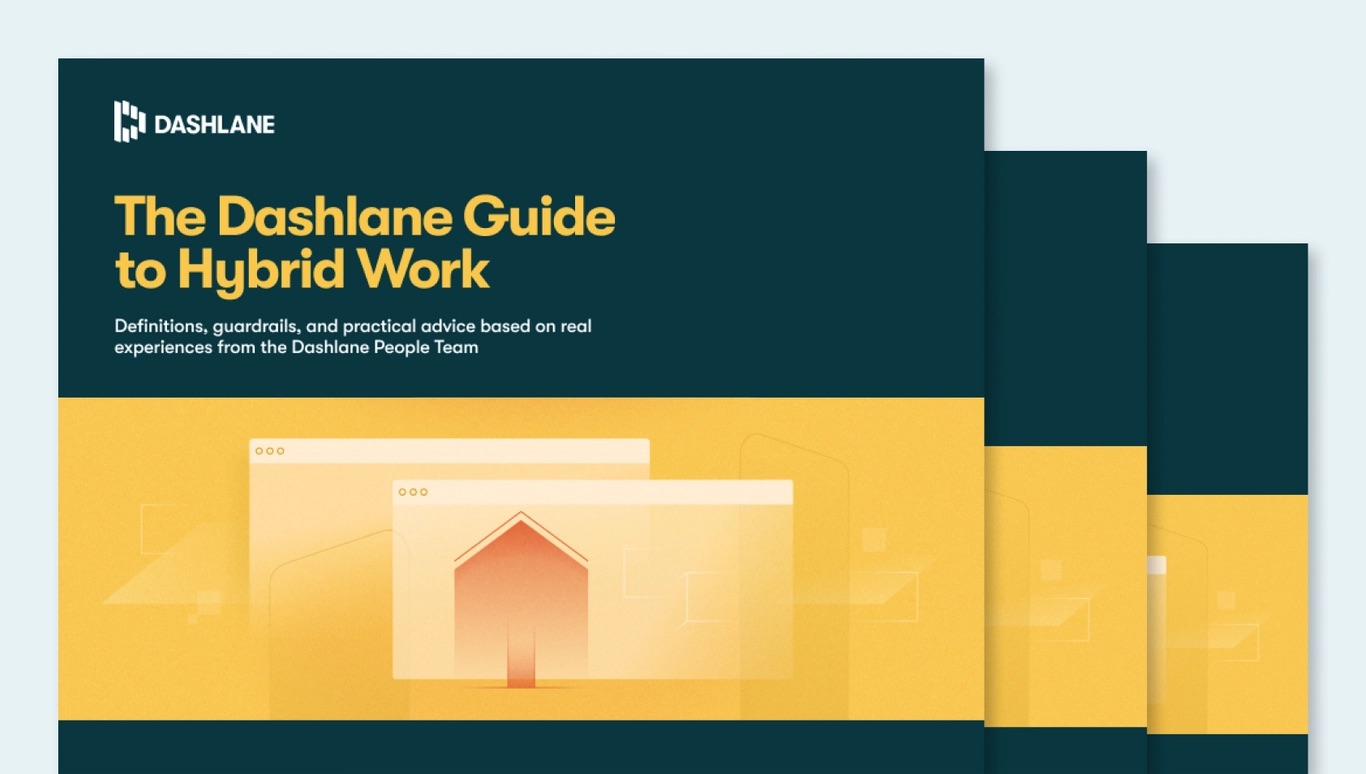 DASHLANE
The Dashlane Guide
to Hybrid Work
Definitions, guardrails, and practical advice based on real
experiences from the Dashlane People Team